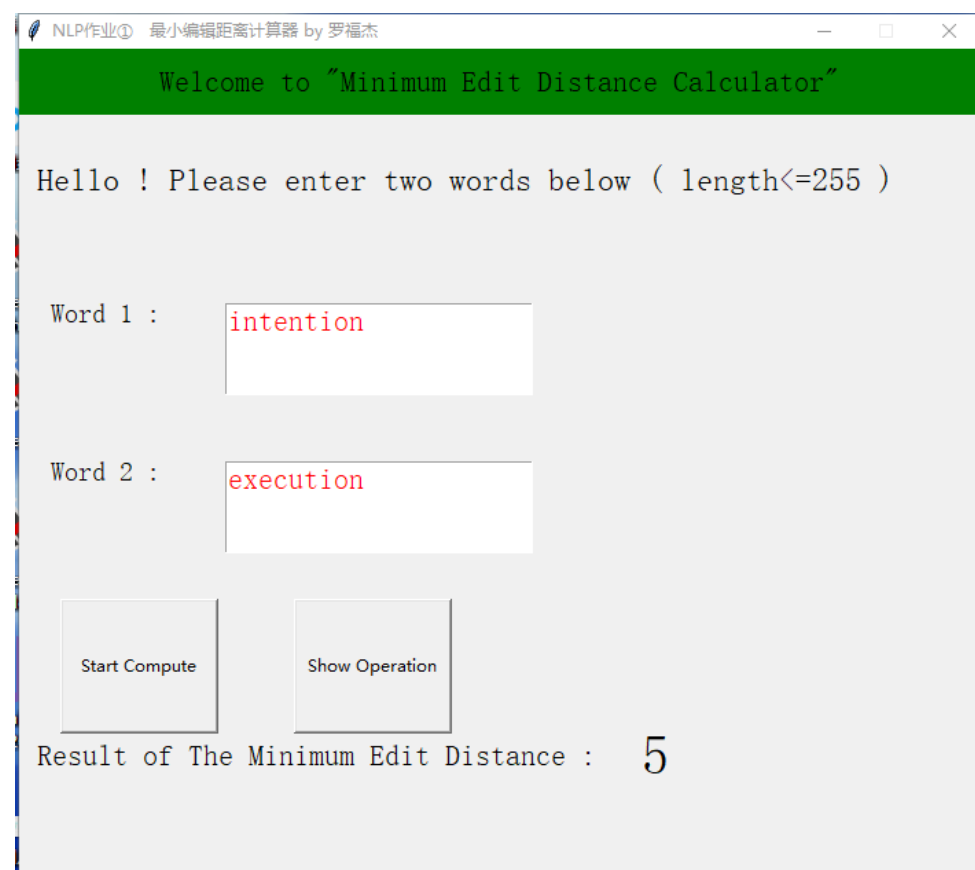 NLP作业① 最小编辑距离计算器 by 罗福杰
Welcome to "Minimum Edit Distance Calculator"
Hello ! Please enter two words below ( length<=255 )
Word 1 : intention
Word 2 : execution
Start Compute Show Operation
Result of The Minimum Edit Distance : 5